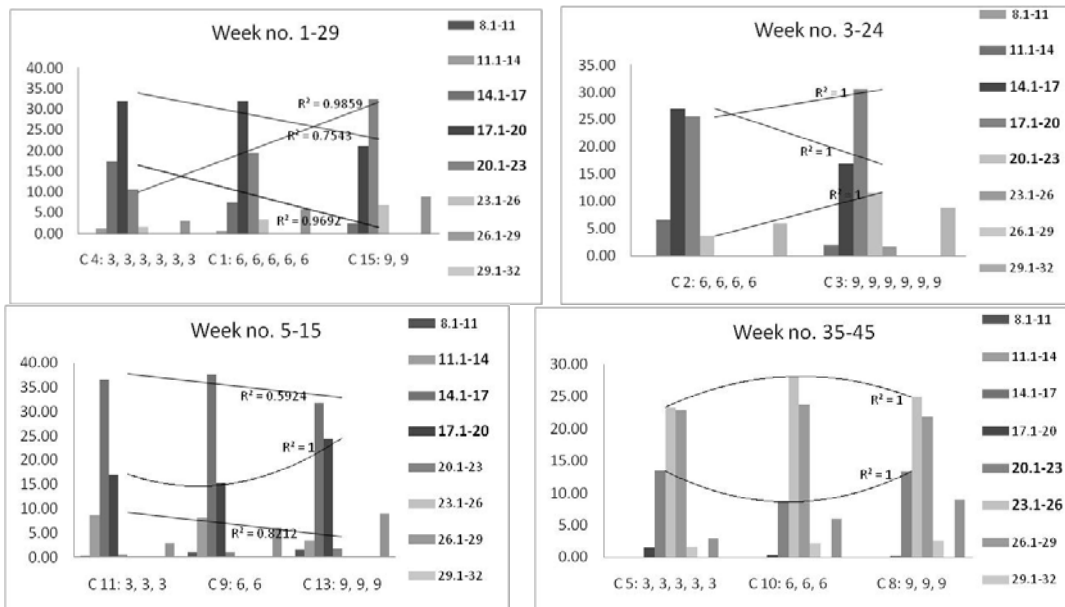 Week no. 1-29
40.00
35.00
30.00
25.00
20.00
15.00
10.00
5.00
0.00
R² = 0.9859
R² = 0.7543
R² = 0.9692
C 4: 3, 3, 3, 3, 3, 3
C 1: 6, 6, 6, 6, 6
C 15: 9, 9
8.1-11
11.1-14
14.1-17
17.1-20
20.1-23
23.1-26
26.1-29
29.1-32
Week no. 3-24
35.00
30.00
25.00
20.00
15.00
10.00
5.00
0.00
R² = 1
R² = 1
R² = 1
C 2: 6, 6, 6, 6
C 3: 9, 9, 9, 9, 9, 9
8.1-11
11.1-14
14.1-17
17.1-20
20.1-23
23.1-26
26.1-29
29.1-32
Week no. 5-15
40.00
35.00
30.00
25.00
20.00
15.00
10.00
5.00
0.00
R² = 0.5924
R² = 1
R² = 0.8212
C 11: 3, 3, 3
C 9: 6, 6
C 13: 9, 9, 9
8.1-11
11.1-14
14.1-17
17.1-20
20.1-23
23.1-26
26.1-29
29.1-32
Week no. 35-45
30.00
25.00
20.00
15.00
10.00
5.00
0.00
R² = 1
R² = 1
C 5: 3, 3, 3, 3, 3
C 10: 6, 6, 6
C 8: 9, 9, 9
8.1-11
11.1-14
14.1-17
17.1-20
20.1-23
23.1-26
26.1-29
29.1-32